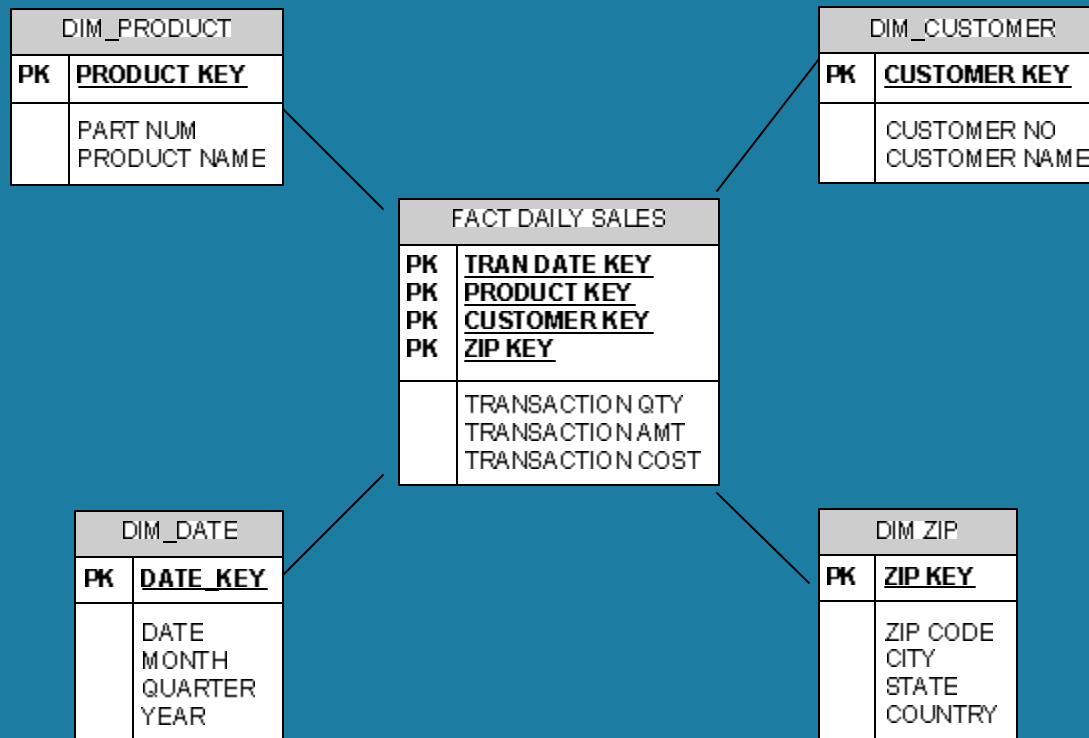 DIM_PRODUCT
PK PRODUCT KEY
PART NUM
PRODUCT NAME
DIM_CUSTOMER
PK CUSTOMER KEY
CUSTOMER NO
CUSTOMER NAME
FACT DAILY SALES
PK TRAN DATE KEY
PK PRODUCT KEY
PK CUSTOMER KEY
PK ZIP KEY
TRANSACTION QTY
TRANSACTION AMT
TRANSACTION COST
DIM_DATE
PK DATE_KEY
DATE
MONTH
QUARTER
YEAR
DIM ZIP
PK ZIP KEY
ZIP CODE
CITY
STATE
COUNTRY